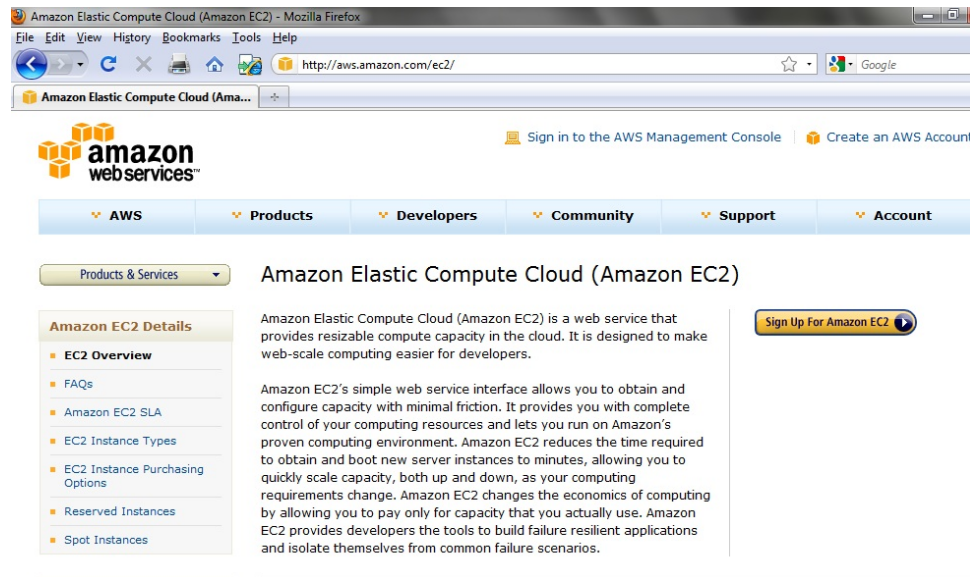 Amazon Elastic Compute Cloud (Amazon EC2) - Mozilla Firefox
File Edit View History Bookmarks Tools Help
http://aws.amazon.com/ec2/
Google
Amazon Elastic Compute Cloud (Ama...
amazon
webservices™
Sign in to the AWS Management Console
Create an AWS Account
AWS Products Developers Community Support Account
Products & Services
Amazon Elastic Compute Cloud (Amazon EC2)
Amazon EC2 Details
EC2 Overview
FAQs
Amazon EC2 SLA
EC2 Instance Types
EC2 Instance Purchasing
Options
Reserved Instances
Spot Instances
Amazon Elastic Compute Cloud (Amazon EC2) is a web service that
provides resizable compute capacity in the cloud. It is designed to make
web-scale computing easier for developers.
Amazon EC2's simple web service interface allows you to obtain and
configure capacity with minimal friction. It provides you with complete
control of your computing resources and lets you run on Amazon's
proven computing environment. Amazon EC2 reduces the time required
to obtain and boot new server instances to minutes, allowing you to
quickly scale capacity, both up and down, as your computing
requirements change. Amazon EC2 changes the economics of computing
by allowing you to pay only for capacity that you actually use. Amazon
EC2 provides developers the tools to build failure resilient applications
and isolate themselves from common failure scenarios.
Sign Up For Amazon EC2